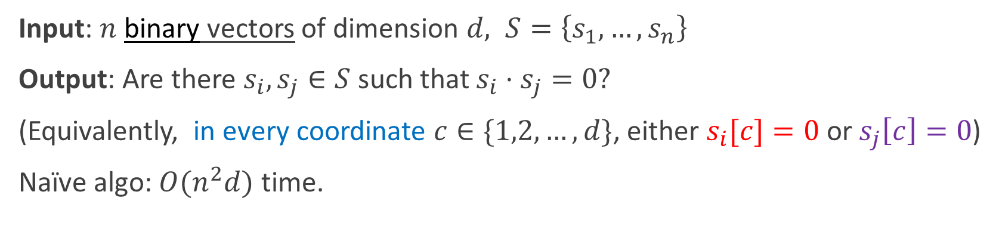 Input: n binary vectors of dimension d, S = {s₁, …, sₙ}
Output: Are there sᵢ, sⱼ ∈ S such that sᵢ · sⱼ = 0?
(Equivalently, in every coordinate c ∈ {1,2, …, d}, either sᵢ[c] = 0 or sⱼ[c] = 0)
Naïve algo: O(n²d) time.